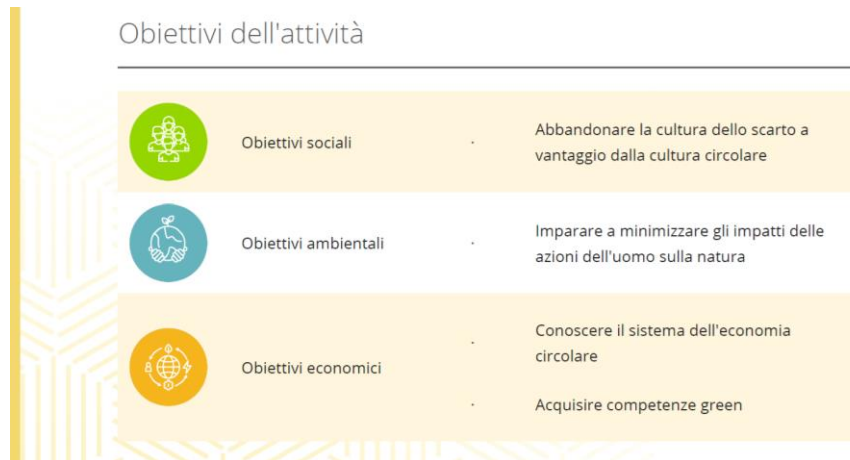 Obiettivi dell'attività
Obiettivi sociali
· Abbandonare la cultura dello scarto a
vantaggio dalla cultura circolare
Obiettivi ambientali
· Imparare a minimizzare gli impatti delle
azioni dell'uomo sulla natura
Obiettivi economici
· Conoscere il sistema dell'economia
circolare
· Acquisire competenze green